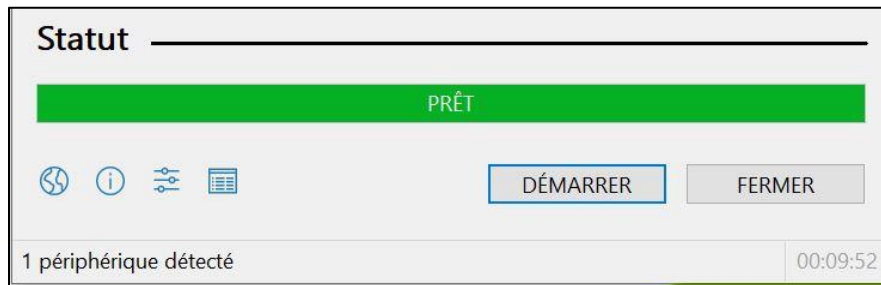 Statut
PRÊT
DÉMARRER FERMER
1 périphérique détecté 00:09:52